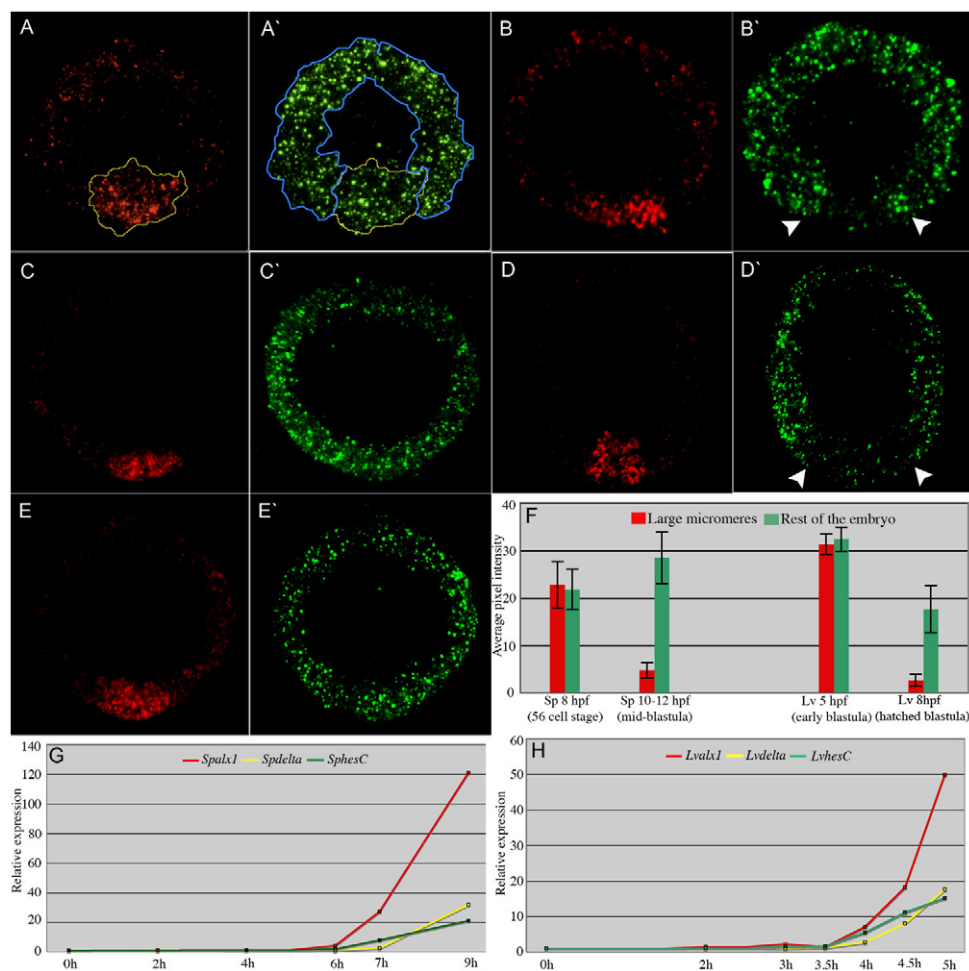 A
A`
B
B`
C
C`
D
D`
E
E`
F
Large micromeres
Rest of the embryo
Average pixel intensity
40
30
20
10
0
Sp 8 hpf
(56 cell stage)
Sp 10-12 hpf
(mid-blastula)
Lv 5 hpf
(early blastula)
Lv 8hpf
(hatched blastula)
G
Spalx1
Spdelta
SphesC
Relative expression
140
120
100
80
60
40
20
0
0h
2h
4h
6h
7h
9h
H
Lvalx1
Lvdelta
LvhesC
Relative expression
60
50
40
30
20
10
0
0h
2h
3h
3.5h
4h
4.5h
5h